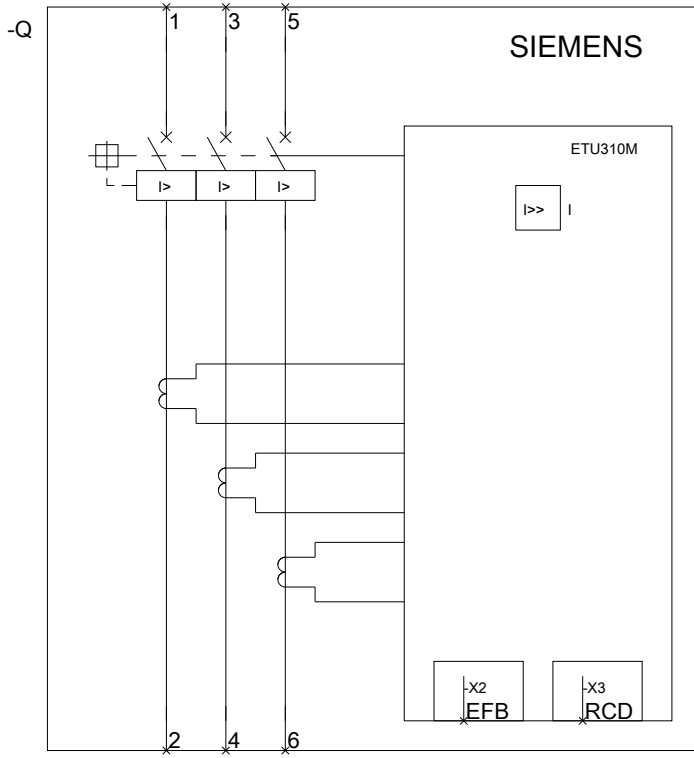 -Q
1 3 5
SIEMENS
ETU310M
I> I> I>
I>> I
-X2 -X3
EFB RCD
2 4 6